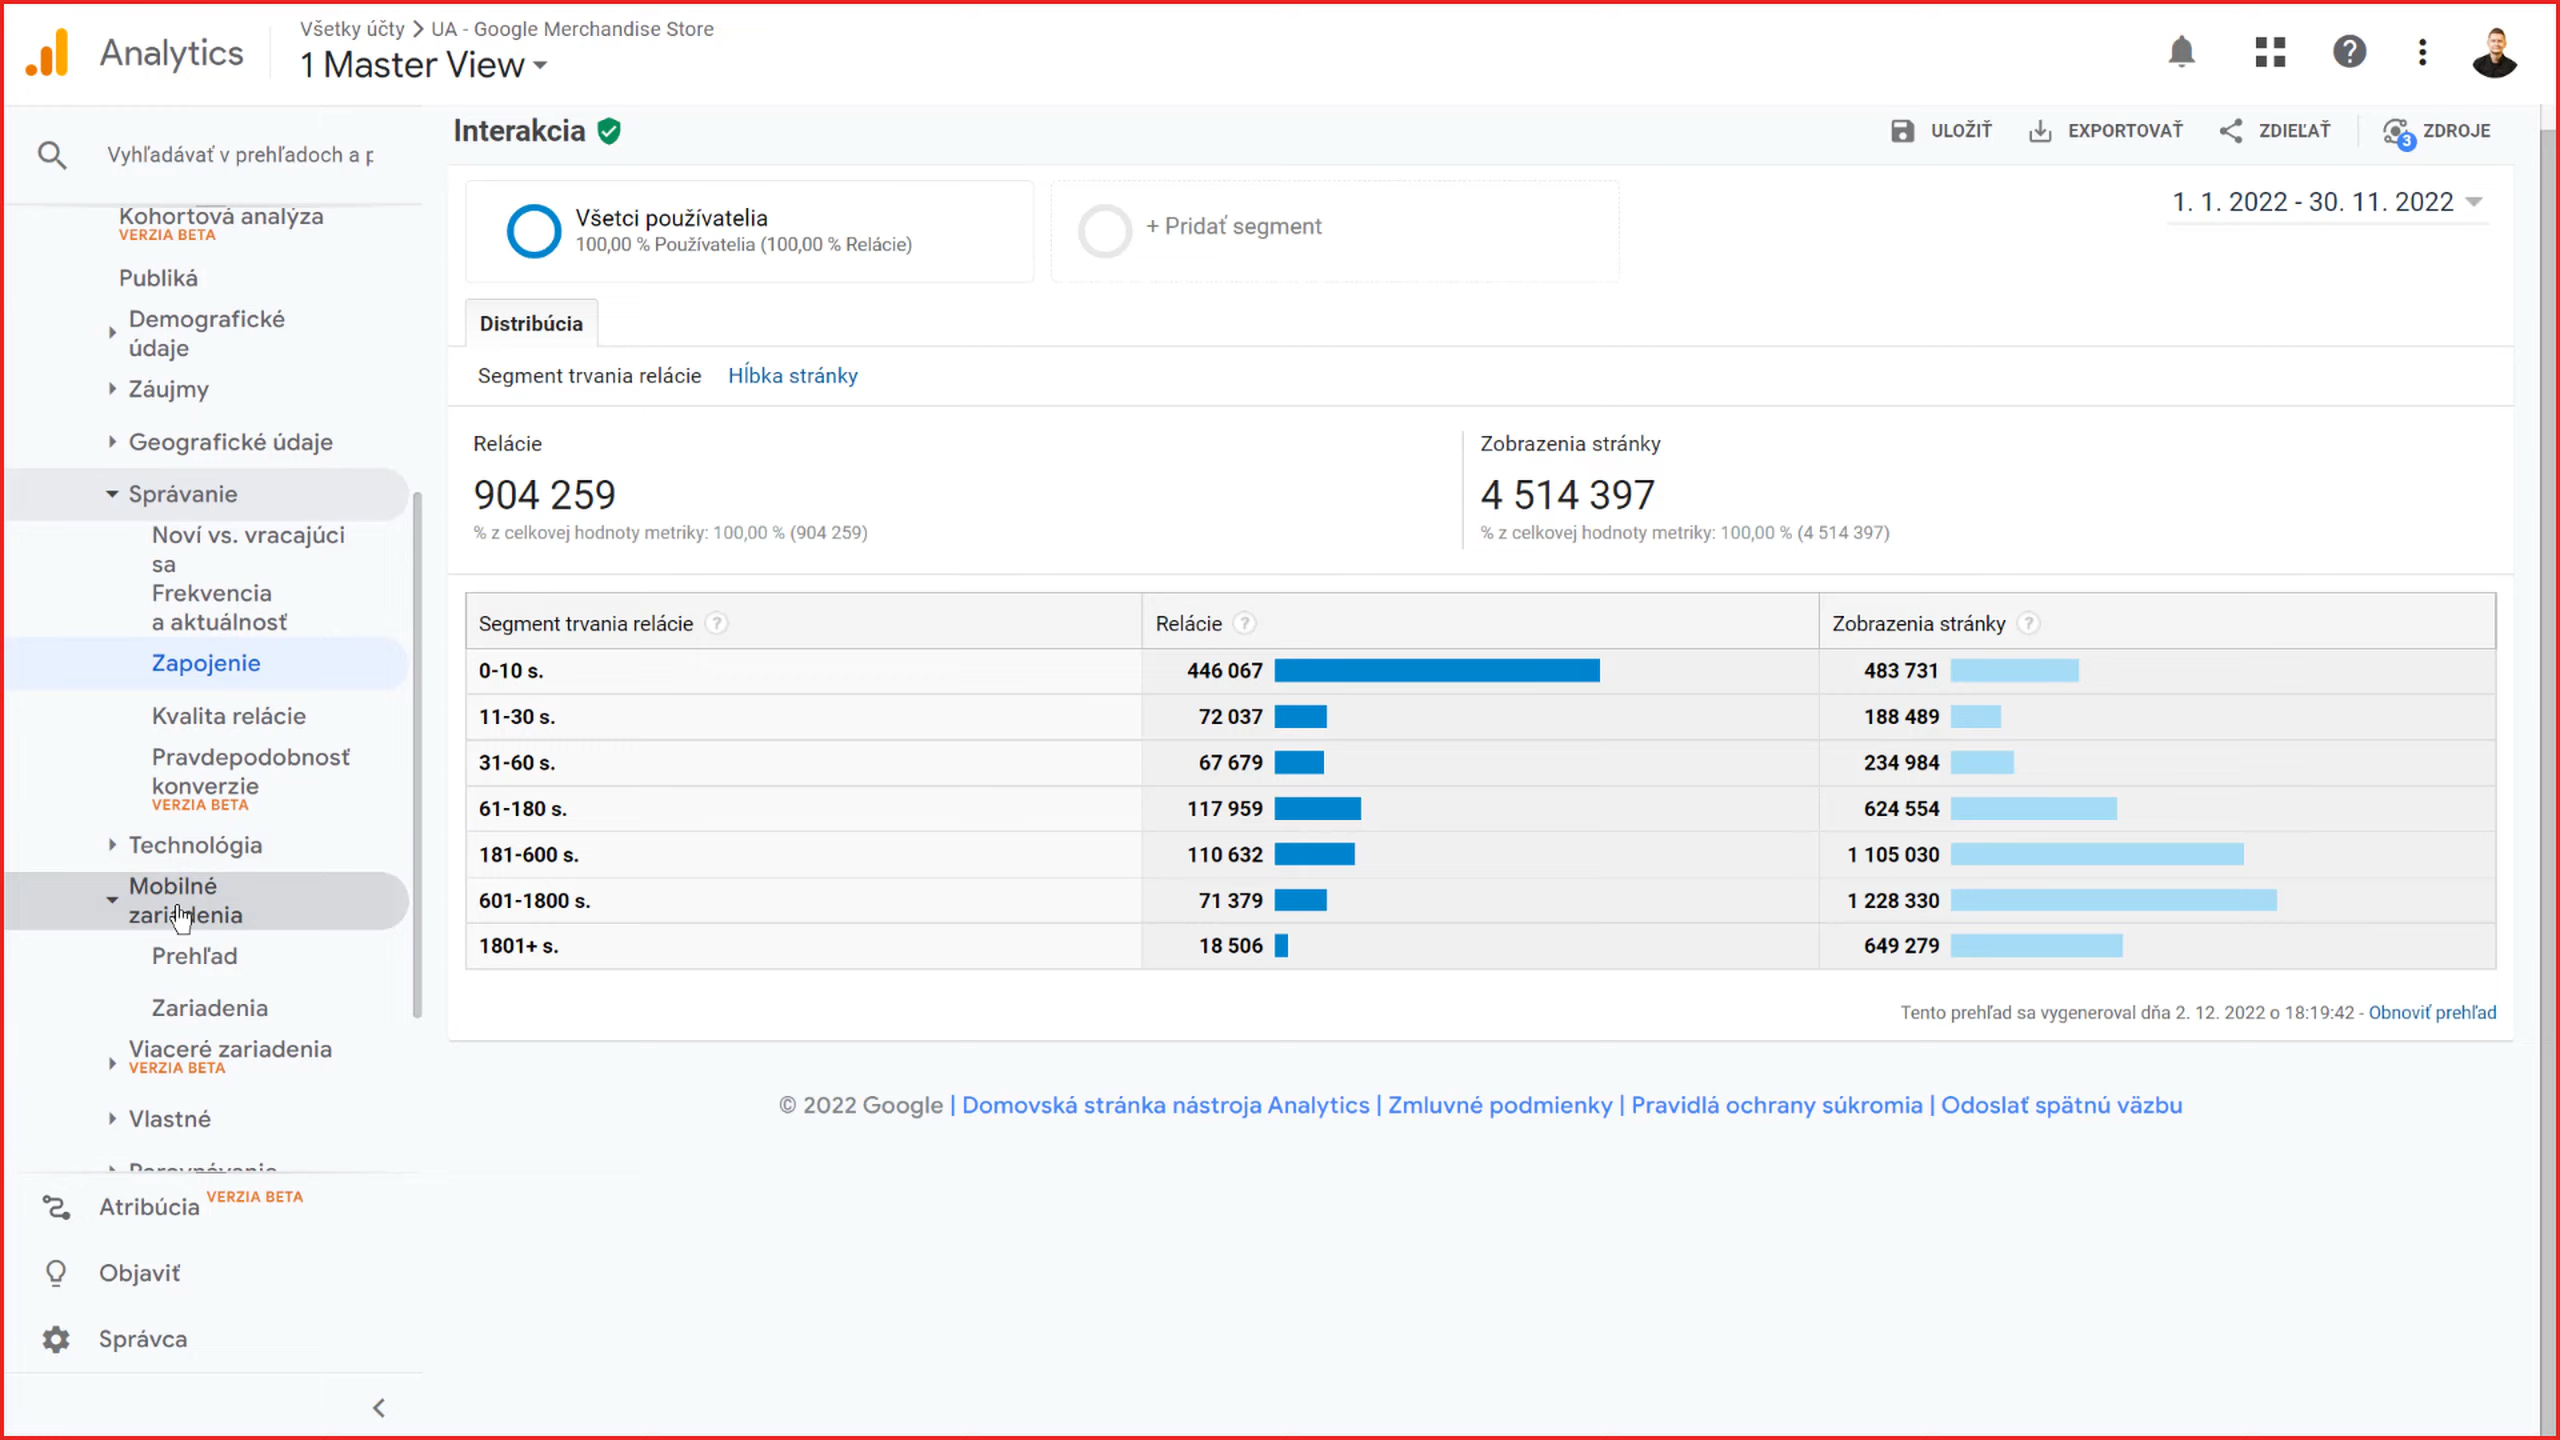 Analytics
Všetky účty > UA - Google Merchandise Store
1 Master View
Vyhľadávať v prehľadoch a p
Kohortová analýza
VERZIA BETA
Publiká
Demografické
údaje
Záujmy
Geografické údaje
Správanie
Noví vs. vracajúci
sa
Frekvencia
a aktuálnosť
Zapojenie
Kvalita relácie
Pravdepodobnosť
konverzie
VERZIA BETA
Technológia
Mobilné
zariadenia
Prehľad
Zariadenia
Viaceré zariadenia
VERZIA BETA
Vlastné
Porovnávanie
Atribúcia VERZIA BETA
Objaviť
Správca
Interakcia
ULOŽIŤ EXPORTOVAŤ ZDIEĽAŤ 3 ZDROJE
Všetci používatelia
100,00 % Používatelia (100,00 % Relácie)
+ Pridať segment
1. 1. 2022 - 30. 11. 2022
Distribúcia
Segment trvania relácie Hĺbka stránky
Relácie
904 259
% z celkovej hodnoty metriky: 100,00 % (904 259)
Zobrazenia stránky
4 514 397
% z celkovej hodnoty metriky: 100,00 % (4 514 397)
Segment trvania relácie ? Relácie ? Zobrazenia stránky ?
0-10 s. 446 067 483 731
11-30 s. 72 037 188 489
31-60 s. 67 679 234 984
61-180 s. 117 959 624 554
181-600 s. 110 632 1 105 030
601-1800 s. 71 379 1 228 330
1801+ s. 18 506 649 279
Tento prehľad sa vygeneroval dňa 2. 12. 2022 o 18:19:42 - Obnoviť prehľad
© 2022 Google | Domovská stránka nástroja Analytics | Zmluvné podmienky | Pravidlá ochrany súkromia | Odoslať spätnú väzbu